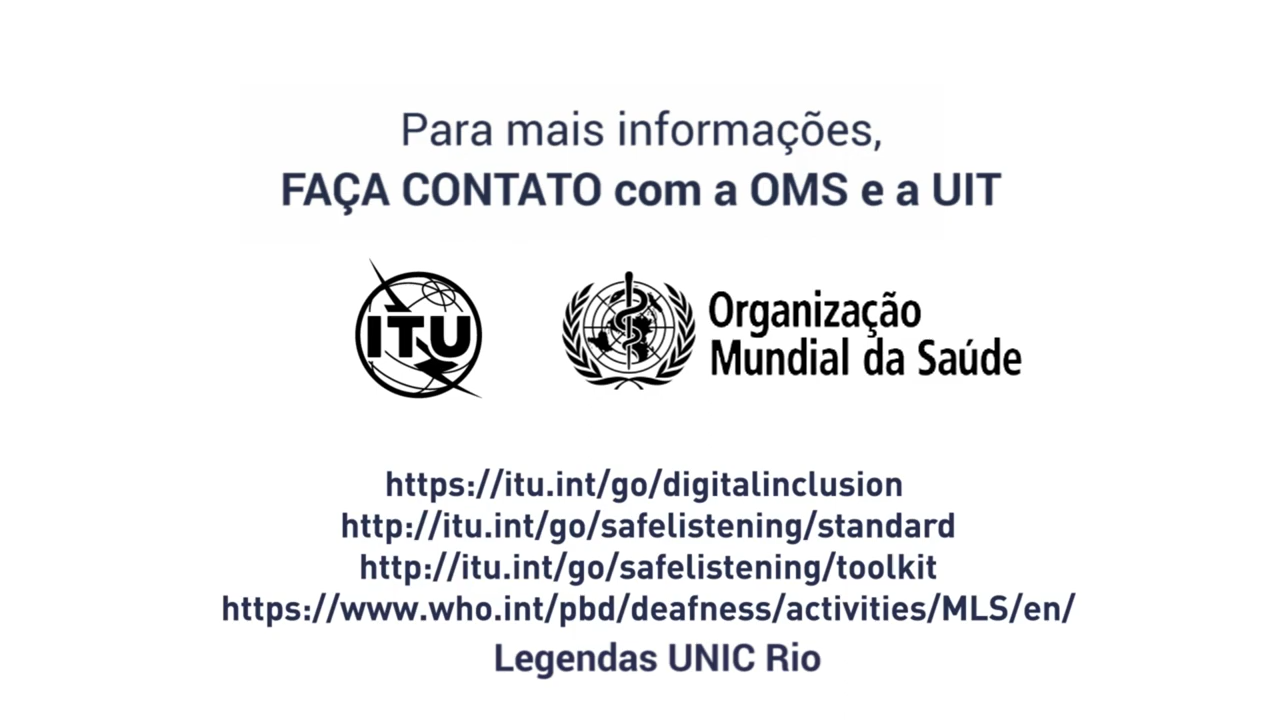 Para mais informações,
FAÇA CONTATO com a OMS e a UIT
ITU
Organização
Mundial da Saúde
https://itu.int/go/digitalinclusion
http://itu.int/go/safelistening/standard
http://itu.int/go/safelistening/toolkit
https://www.who.int/pbd/deafness/activities/MLS/en/
Legendas UNIC Rio